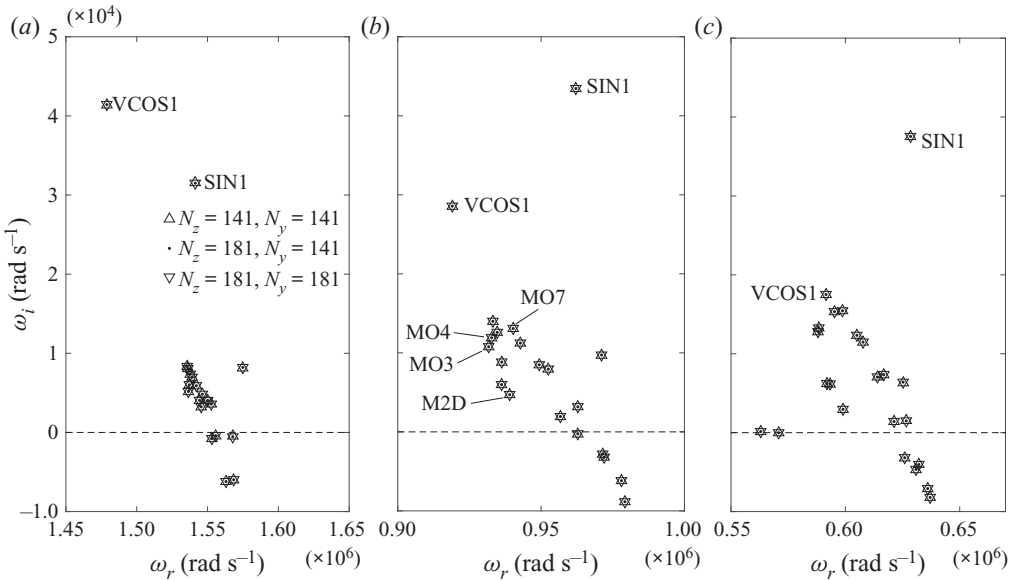 (a) (×10⁴) (b) (c)
5
VCOS1
4
SIN1
SIN1
SIN1
3
VCOS1
N_z = 141, N_y = 141
N_z = 181, N_y = 141
N_z = 181, N_y = 181
2
ω_i (rad s⁻¹)
VCOS1
MO7
MO4
MO3
1
M2D
0
−1.0
1.45 1.50 1.55 1.60 1.65 0.90 0.95 1.00 0.55 0.60 0.65
ω_r (rad s⁻¹) (×10⁶) ω_r (rad s⁻¹) (×10⁶) ω_r (rad s⁻¹) (×10⁶)